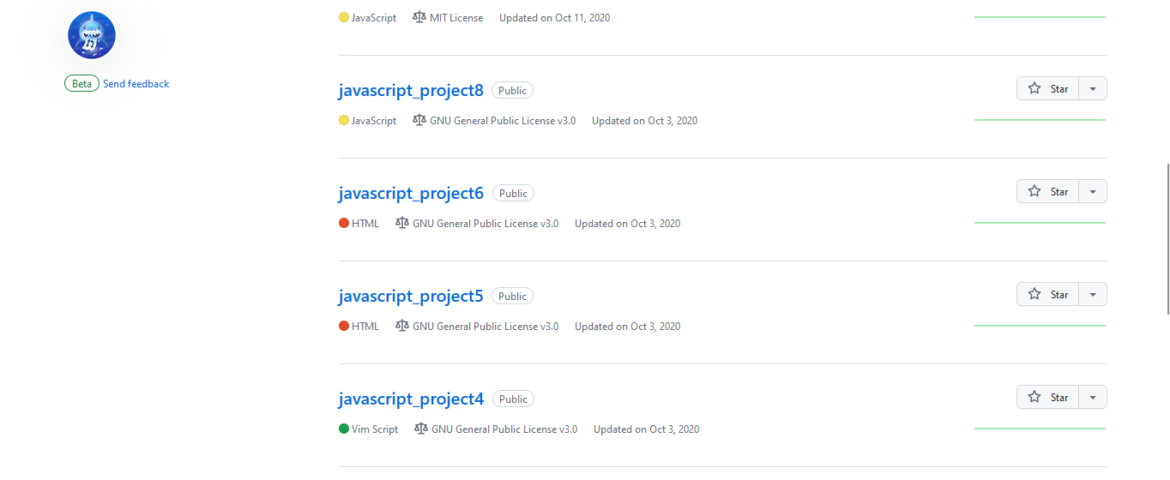 JavaScript MIT License Updated on Oct 11, 2020
Beta Send feedback
javascript_project8 Public Star
JavaScript GNU General Public License v3.0 Updated on Oct 3, 2020
javascript_project6 Public Star
HTML GNU General Public License v3.0 Updated on Oct 3, 2020
javascript_project5 Public Star
HTML GNU General Public License v3.0 Updated on Oct 3, 2020
javascript_project4 Public Star
Vim Script GNU General Public License v3.0 Updated on Oct 3, 2020